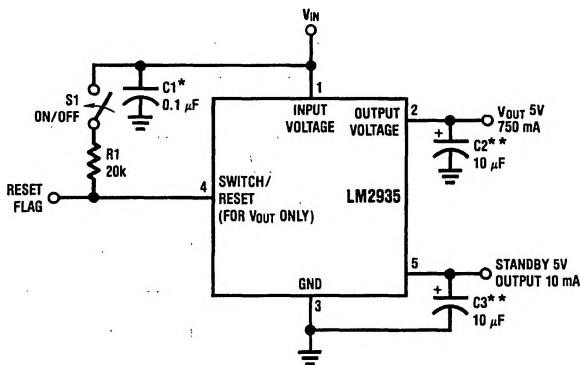 VIN
S1
ON/OFF
C1*
0.1 µF
R1
20k
RESET
FLAG
1
INPUT
VOLTAGE
OUTPUT
VOLTAGE
2
VOUT 5V
750 mA
C2**
10 µF
4
SWITCH/
RESET
(FOR VOUT ONLY)
LM2935
5
STANDBY 5V
OUTPUT 10 mA
C3**
10 µF
GND
3
+
+